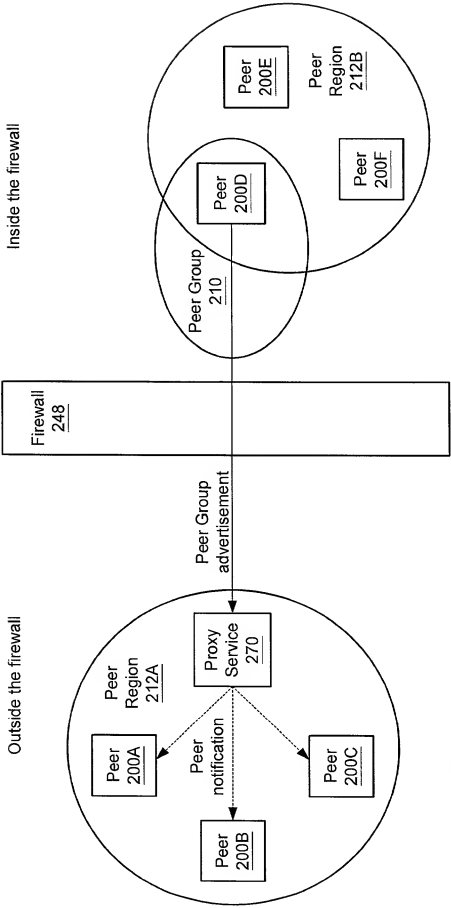 Outside the firewall
Inside the firewall
Peer
Region
212A
Peer
200A
Peer
200B
Peer
200C
Peer
notification
Proxy
Service
270
Peer Group
advertisement
Firewall
248
Peer Group
210
Peer
200D
Peer
200E
Peer
Region
212B
Peer
200F